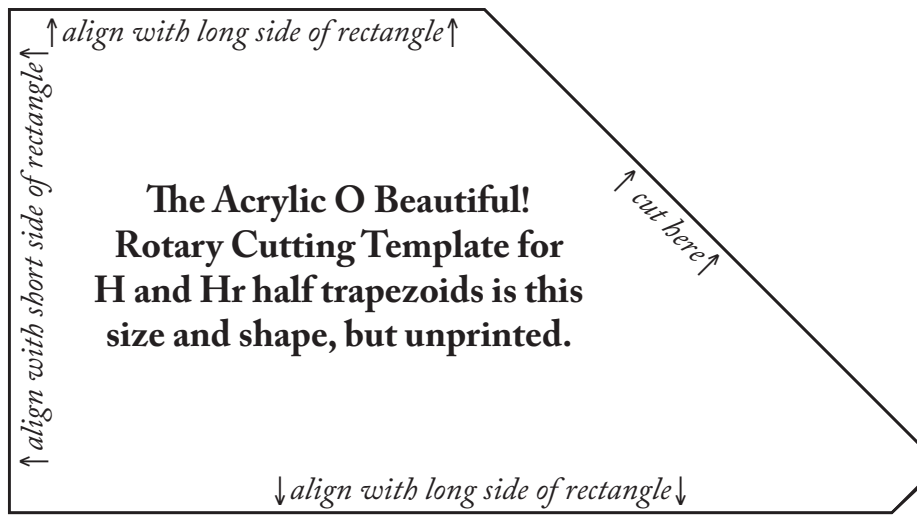 ↑align with long side of rectangle↑
↑align with short side of rectangle↑
The Acrylic O Beautiful!
Rotary Cutting Template for
H and Hr half trapezoids is this
size and shape, but unprinted.
↑ cut here↑
↓align with long side of rectangle↓